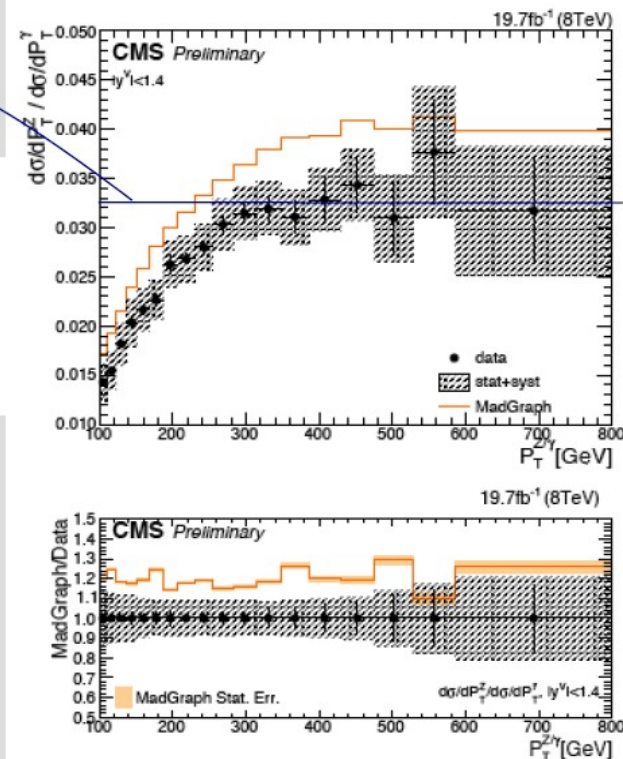 19.7fb⁻¹ (8TeV)
CMS Preliminary
|y^V|<1.4
dσ/dP_T^Z / dσ/dP_T^γ
0.050
0.045
0.040
0.035
0.030
0.025
0.020
0.015
0.010
data
stat+syst
MadGraph
100 200 300 400 500 600 700 800
P_T^{Z/γ} [GeV]
19.7fb⁻¹ (8TeV)
CMS Preliminary
MadGraph/Data
1.5
1.4
1.3
1.2
1.1
1.0
0.9
0.8
0.7
0.6
0.5
MadGraph Stat. Err.
dσ/dP_T^Z/dσ/dP_T^γ, |y^V|<1.4
100 200 300 400 500 600 700 800
P_T^{Z/γ} [GeV]